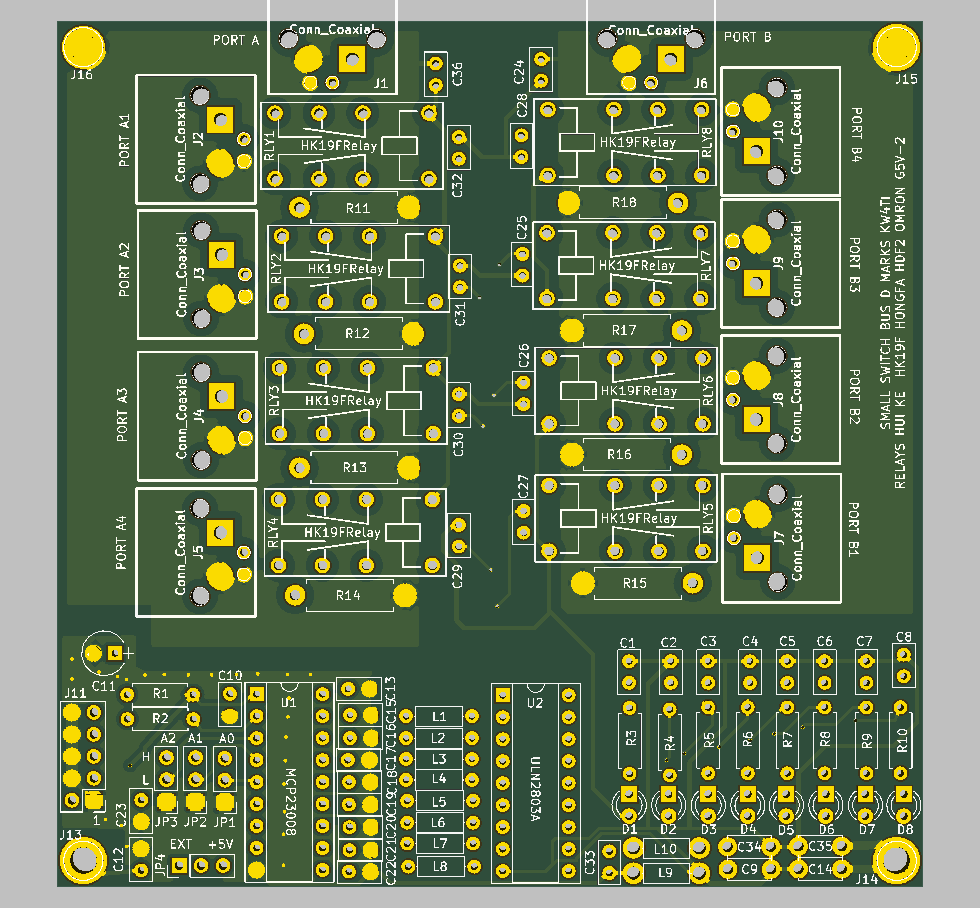 Conn_Coaxial
Conn_Coaxial
PORT A
PORT B
J16
J1
C36
C24
J6
J15
PORT A1
Conn_Coaxial
J2
RLY1
HK19FRelay
C32
C28
HK19FRelay
RLY8
J10
Conn_Coaxial
PORT B4
R11
R18
PORT A2
Conn_Coaxial
J3
RLY2
HK19FRelay
C31
C25
HK19FRelay
RLY7
J9
Conn_Coaxial
PORT B3
R12
R17
PORT A3
Conn_Coaxial
J4
RLY3
HK19FRelay
C30
C26
HK19FRelay
RLY6
J8
Conn_Coaxial
PORT B2
R13
R16
PORT A4
Conn_Coaxial
J5
RLY4
HK19FRelay
C29
C27
HK19FRelay
RLY5
J7
Conn_Coaxial
PORT B1
R14
R15
SMALL SWITCH BUS D MARKS KW4TI
RELAYS HUI KE HK19F HONGFA HDF2 OMRON G5V-2
+
C11
C1
C2
C3
C4
C5
C6
C7
C8
J11
R1
R2
C10
U1
MCP23008
C13
C15
C16
C17
C18
C19
C20
C21
C22
L1
L2
L3
L4
L5
L6
L7
L8
U2
ULN2803A
R3
R4
R5
R6
R7
R8
R9
R10
A2
A1
A0
H
L
1
C23
JP3
JP2
JP1
D1
D2
D3
D4
D5
D6
D7
D8
J13
C12
JP4
EXT
+5V
C33
L10
L9
C34
C9
C35
C14
J14